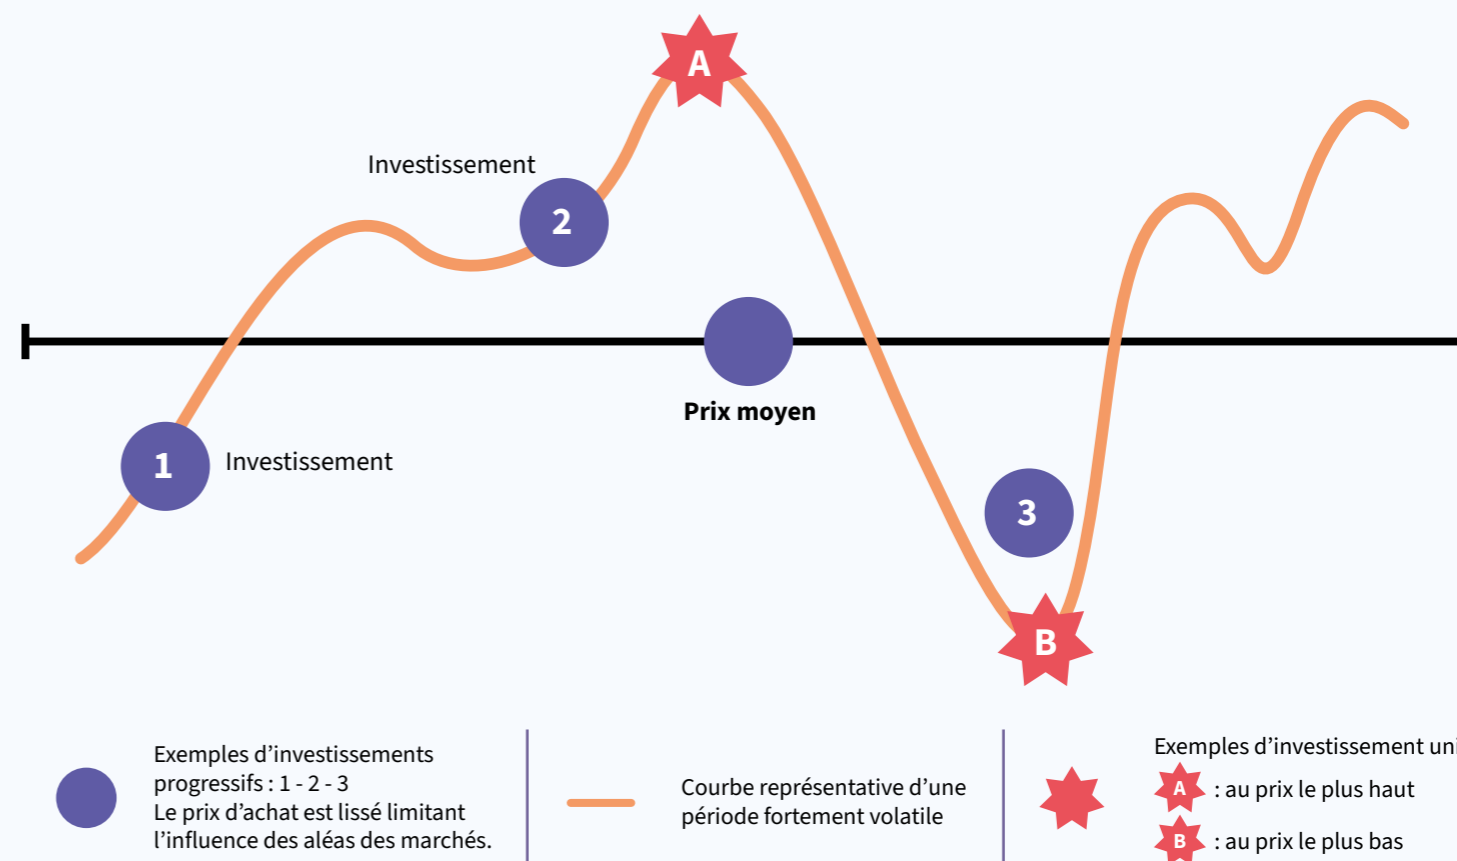 A
Investissement
2
Prix moyen
1
Investissement
3
B
Exemples d’investissements
progressifs : 1 - 2 - 3
Le prix d’achat est lissé limitant
l’influence des aléas des marchés.
Courbe représentative d’une
période fortement volatile
Exemples d’investissement
A : au prix le plus haut
B : au prix le plus bas